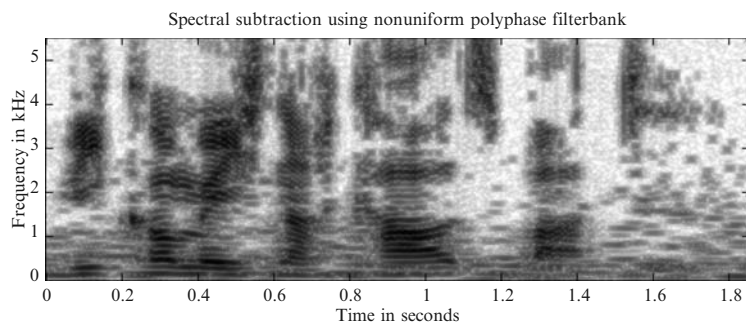 Spectral subtraction using nonuniform polyphase filterbank
5
4
3
2
1
0
Frequency in kHz
0 0.2 0.4 0.6 0.8 1 1.2 1.4 1.6 1.8
Time in seconds